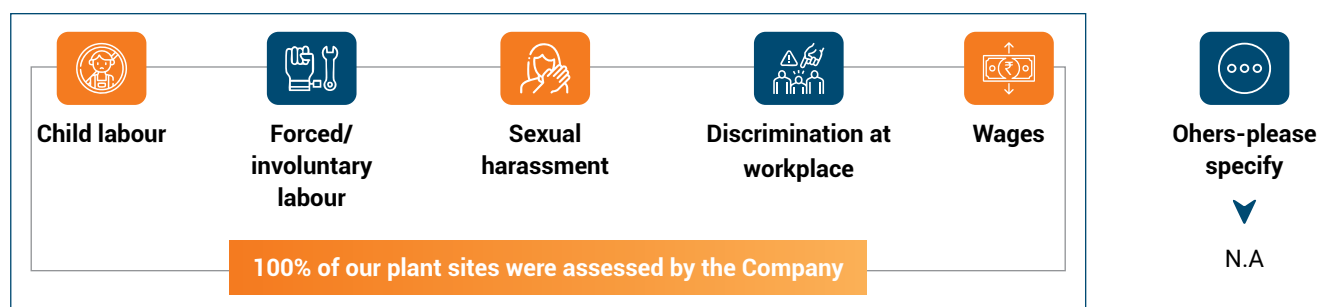 Child labour
Forced/
involuntary
labour
Sexual
harassment
Discrimination at
workplace
Wages
100% of our plant sites were assessed by the Company
Ohers-please
specify
N.A